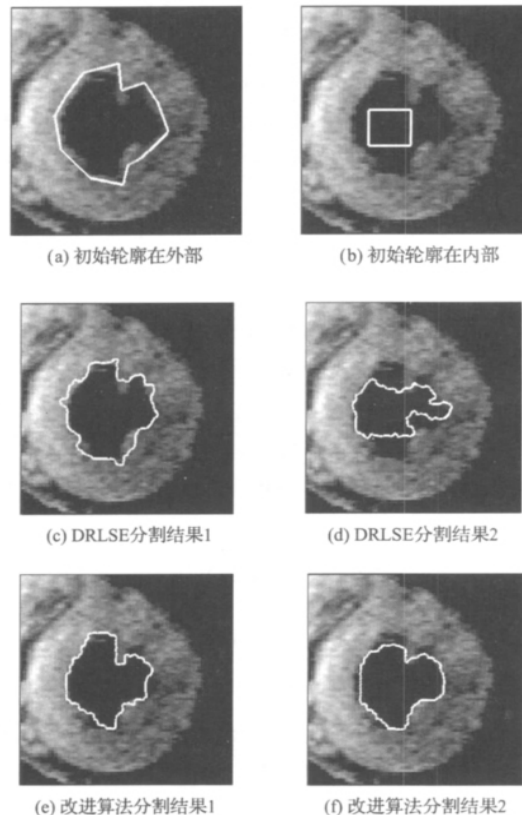 (a) 初始轮廓在外部
(b) 初始轮廓在内部
(c) DRLSE分割结果1
(d) DRLSE分割结果2
(e) 改进算法分割结果1
(f) 改进算法分割结果2